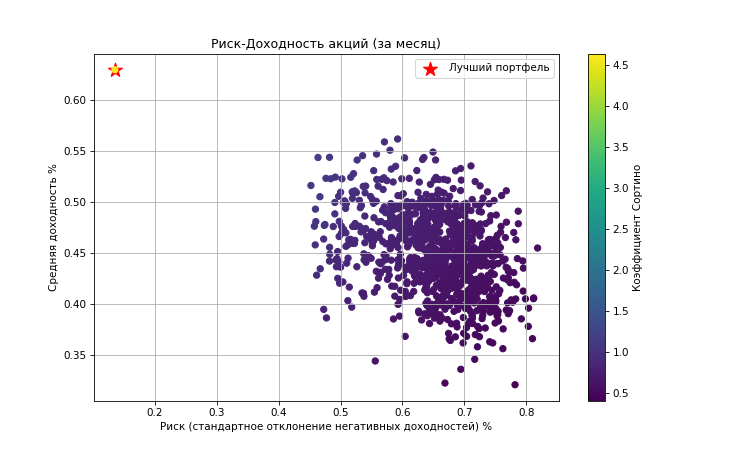 Риск-Доходность акций (за месяц)
Лучший портфель
Средняя доходность %
0.60
0.55
0.50
0.45
0.40
0.35
0.2 0.3 0.4 0.5 0.6 0.7 0.8
Риск (стандартное отклонение негативных доходностей) %
4.5
4.0
3.5
3.0
2.5
2.0
1.5
1.0
0.5
Коэффициент Сортино